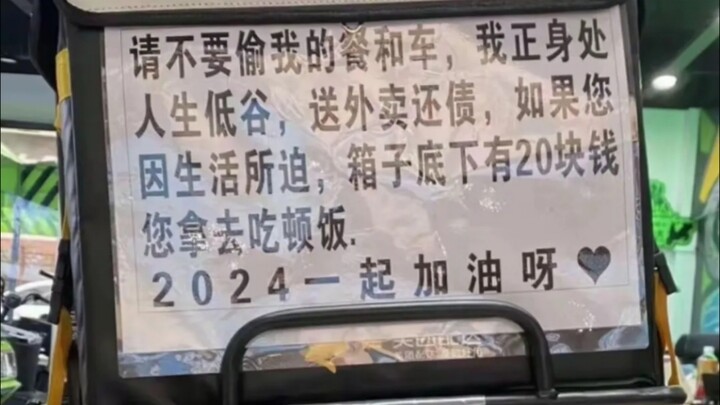 请不要偷我的餐和车，我正身处
人生低谷，送外卖还债，如果您
因生活所迫，箱子底下有20块钱
您拿去吃顿饭.
2024一起加油呀♥